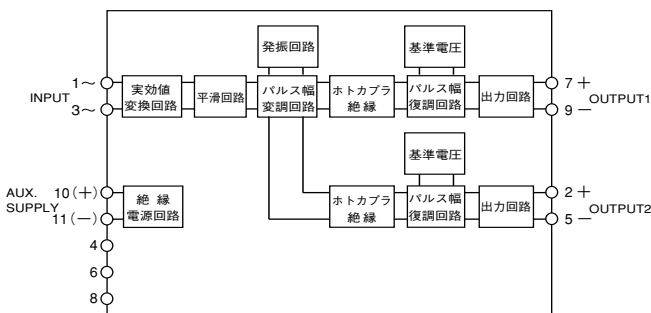 発振回路
基準電圧
INPUT
1～
3～
実効値
変換回路
平滑回路
パルス幅
変調回路
ホトカプラ
絶縁
パルス幅
復調回路
出力回路
7＋
9－
OUTPUT1
基準電圧
AUX.
SUPPLY
10(＋)
11(－)
絶縁
電源回路
ホトカプラ
絶縁
パルス幅
復調回路
出力回路
2＋
5－
OUTPUT2
4
6
8